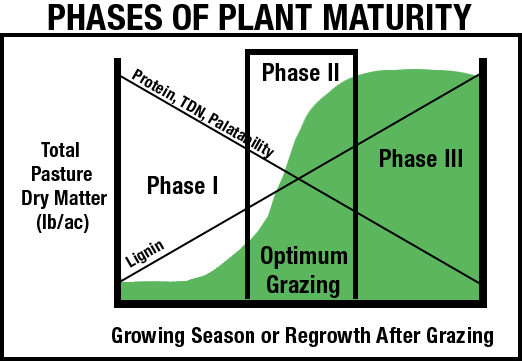 PHASES OF PLANT MATURITY
Total
Pasture
Dry Matter
(lb/ac)
Protein, TDN, Palatability
Lignin
Phase I
Phase II
Optimum
Grazing
Phase III
Growing Season or Regrowth After Grazing